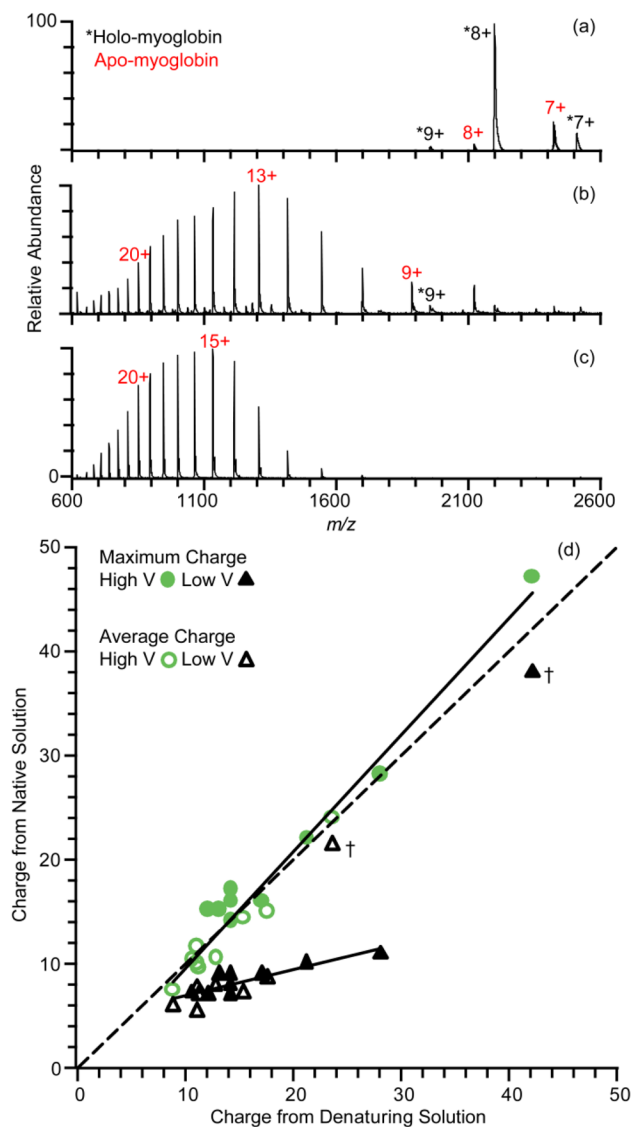 (a)
*Holo-myoglobin
Apo-myoglobin
100
*8+
7+
*7+
8+
*9+
(b)
13+
20+
9+
*9+
Relative Abundance
(c)
15+
20+
0
600 1100 1600 2100 2600
m/z
(d)
Maximum Charge
High V Low V
Average Charge
High V Low V
†
†
50
40
30
20
10
0
Charge from Native Solution
0 10 20 30 40 50
Charge from Denaturing Solution